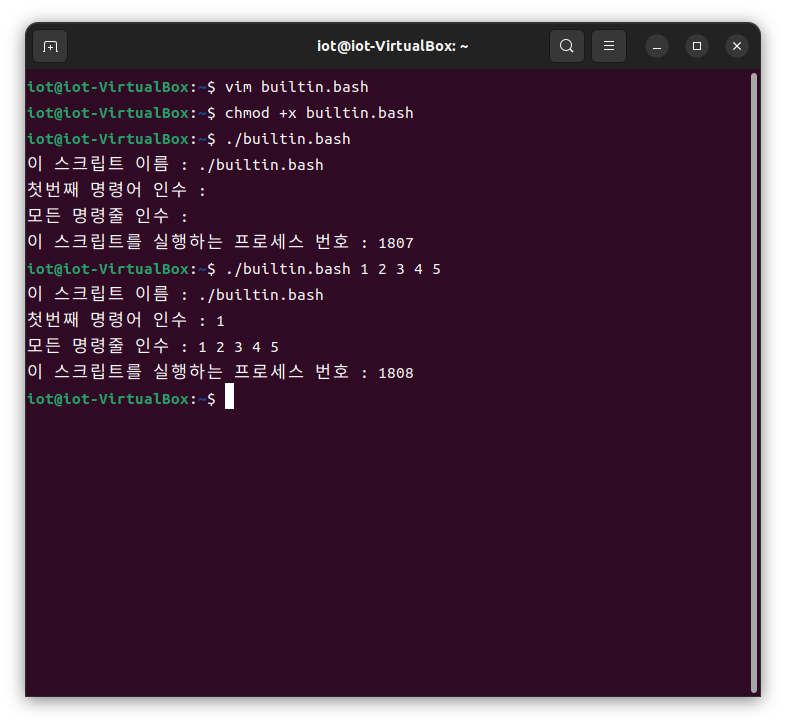 iot@iot-VirtualBox: ~
iot@iot-VirtualBox:~$ vim builtin.bash
iot@iot-VirtualBox:~$ chmod +x builtin.bash
iot@iot-VirtualBox:~$ ./builtin.bash
이 스크립트 이름 : ./builtin.bash
첫번째 명령어 인수 :
모든 명령줄 인수 :
이 스크립트를 실행하는 프로세스 번호 : 1807
iot@iot-VirtualBox:~$ ./builtin.bash 1 2 3 4 5
이 스크립트 이름 : ./builtin.bash
첫번째 명령어 인수 : 1
모든 명령줄 인수 : 1 2 3 4 5
이 스크립트를 실행하는 프로세스 번호 : 1808
iot@iot-VirtualBox:~$